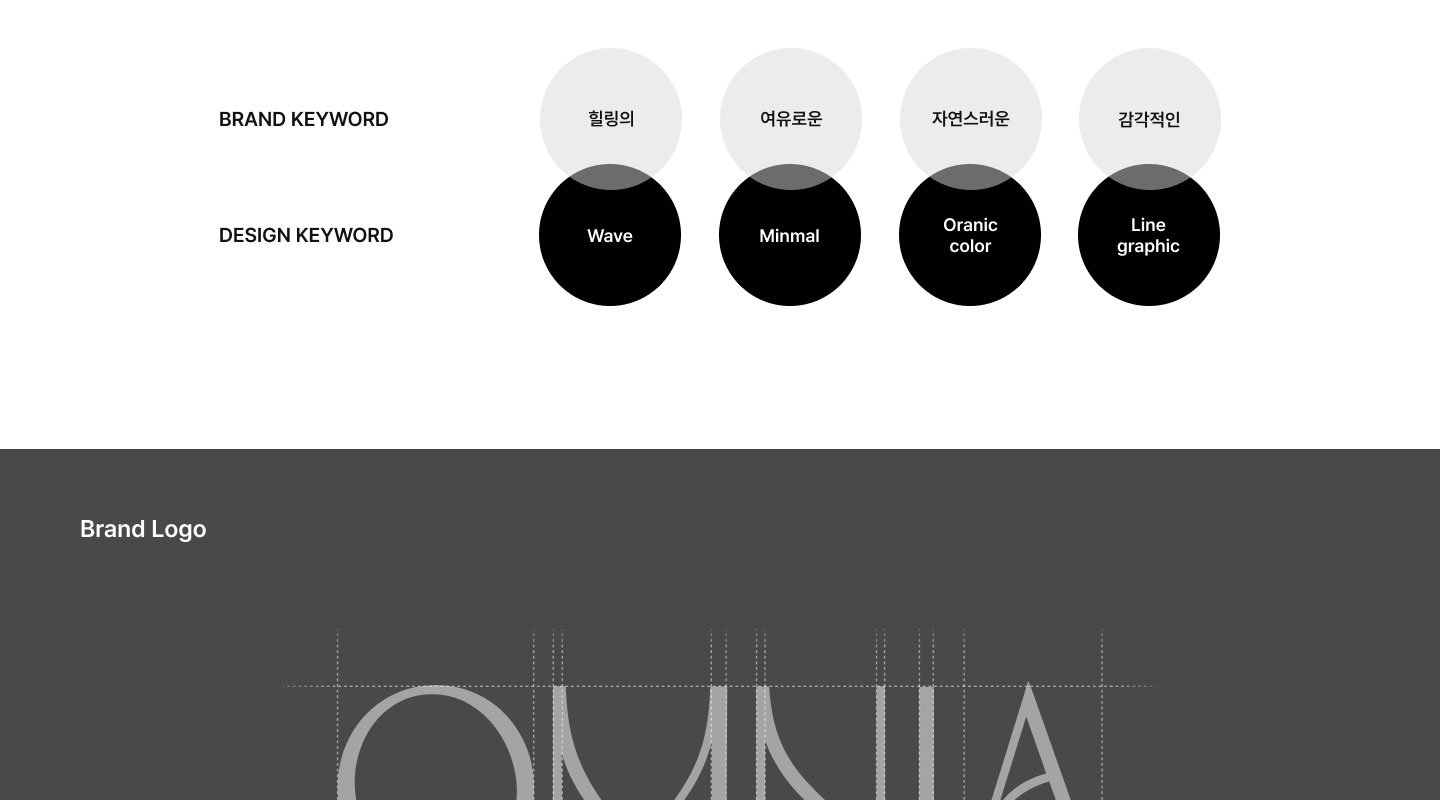 BRAND KEYWORD
힐링의
여유로운
자연스러운
감각적인
DESIGN KEYWORD
Wave
Minmal
Oranic
color
Line
graphic
Brand Logo
OMNIA